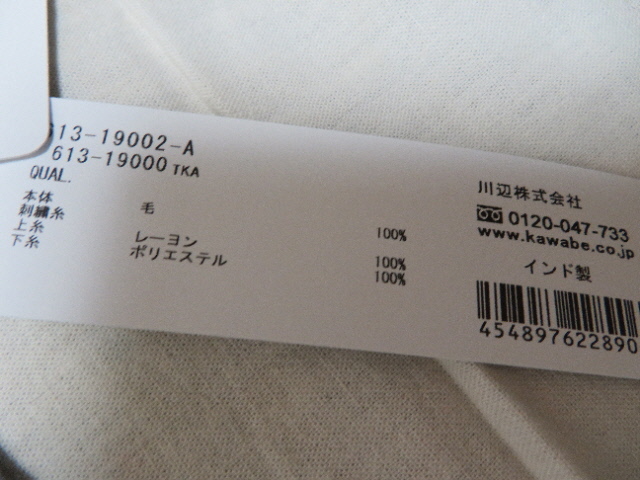 613-19002-A
613-19000 TKA
QUAL.
本体 毛 100%
刺繍糸
上糸 レーヨン 100%
下糸 ポリエステル 100%
川辺株式会社
0120-047-733
www.kawabe.co.jp
インド製
454897622890